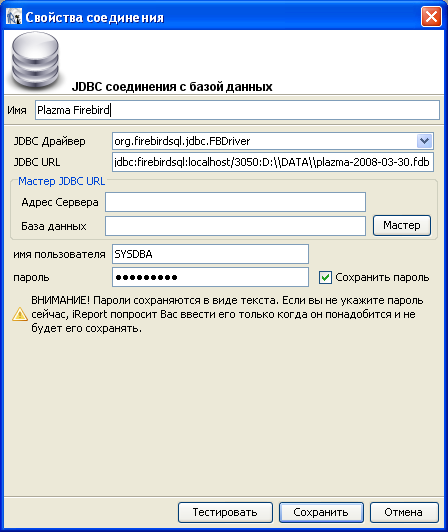 Свойства соединения
JDBC соединения с базой данных
Имя Plazma Firebird
JDBC Драйвер org.firebirdsql.jdbc.FBDriver
JDBC URL jdbc:firebirdsql:localhost/3050:D:\\DATA\\plazma-2008-03-30.fdb
Мастер JDBC URL
Адрес Сервера
База данных Мастер
имя пользователя SYSDBA
пароль ●●●●●●●●● Сохранить пароль
ВНИМАНИЕ! Пароли сохраняются в виде текста. Если вы не укажите пароль
сейчас, iReport попросит Вас ввести его только когда он понадобится и не
будет его сохранять.
Тестировать Сохранить Отмена